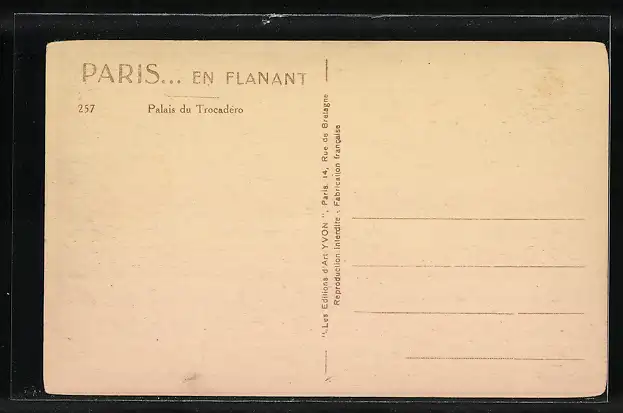 PARIS... EN FLANANT
257 Palais du Trocadéro
"Les Editions d'Art YVON", Paris. 14, Rue de Bretagne
Reproduction Interdite - Fabrication française